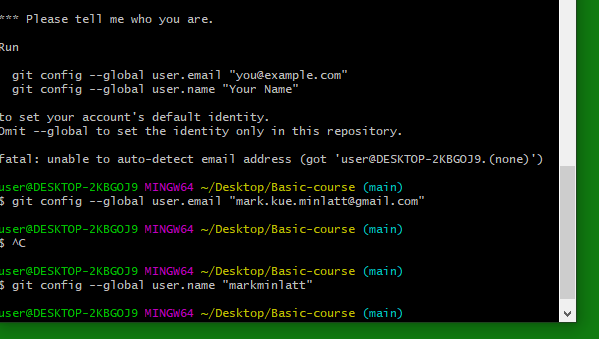 *** Please tell me who you are.
Run
git config --global user.email "you@example.com"
git config --global user.name "Your Name"
to set your account's default identity.
Omit --global to set the identity only in this repository.
fatal: unable to auto-detect email address (got 'user@DESKTOP-2KBGOJ9.(none)')
user@DESKTOP-2KBGOJ9 MINGW64 ~/Desktop/Basic-course (main)
$ git config --global user.email "mark.kue.minlatt@gmail.com"
user@DESKTOP-2KBGOJ9 MINGW64 ~/Desktop/Basic-course (main)
$ ^C
user@DESKTOP-2KBGOJ9 MINGW64 ~/Desktop/Basic-course (main)
$ git config --global user.name "markminlatt"
user@DESKTOP-2KBGOJ9 MINGW64 ~/Desktop/Basic-course (main)